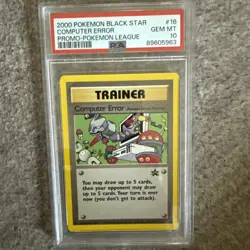 2000 POKEMON BLACK STAR #16
COMPUTER ERROR GEM MT
PROMO-POKEMON LEAGUE 10
PSA 89605963
TRAINER
Computer Error
You may draw up to 5 cards,
then your opponent may draw
up to 5 cards. Your turn is over
now (you don't get to attack).